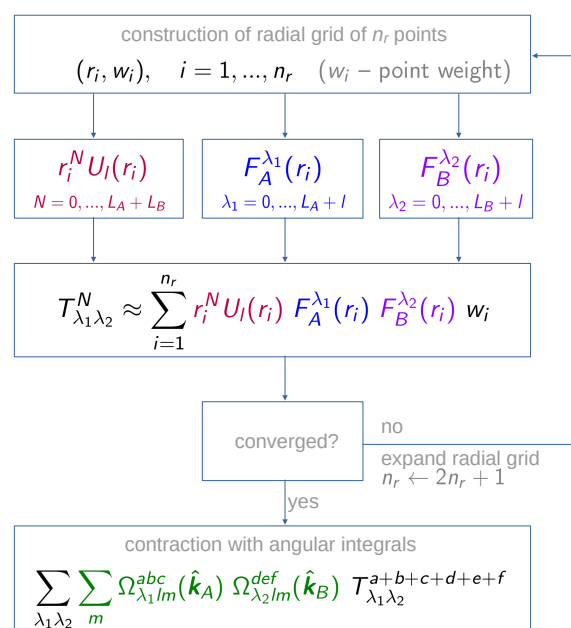 construction of radial grid of n_r points
(r_i, w_i), i = 1, ..., n_r (w_i – point weight)
r_i^N U_l(r_i)
N = 0, ..., L_A + L_B
F_A^{λ_1}(r_i)
λ_1 = 0, ..., L_A + l
F_B^{λ_2}(r_i)
λ_2 = 0, ..., L_B + l
T_{λ_1λ_2}^N ≈ ∑_{i=1}^{n_r} r_i^N U_l(r_i) F_A^{λ_1}(r_i) F_B^{λ_2}(r_i) w_i
converged?
no
expand radial grid
n_r ← 2n_r + 1
yes
contraction with angular integrals
∑_{λ_1λ_2} ∑_m Ω_{λ_1lm}^{abc}(k̂_A) Ω_{λ_2lm}^{def}(k̂_B) T_{λ_1λ_2}^{a+b+c+d+e+f}